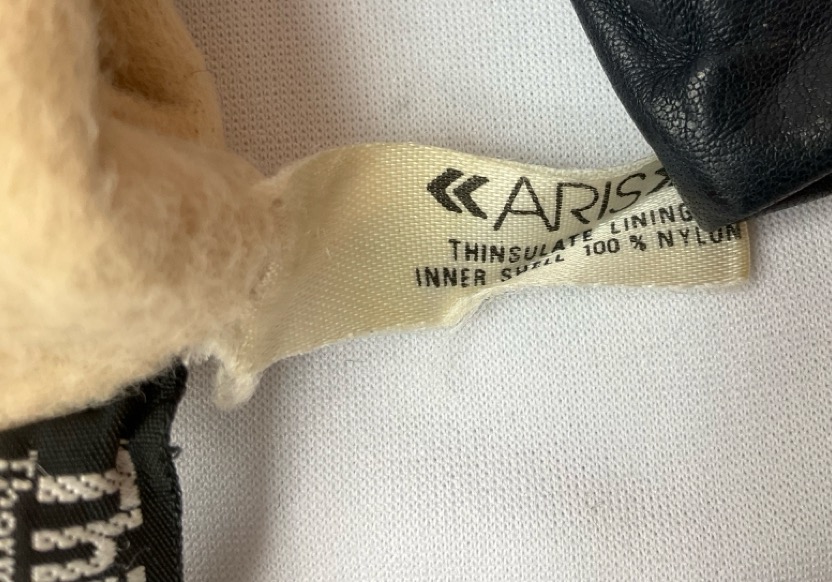 «ARIS»
THINSULATE LINING
INNER SHELL 100 % NYLON